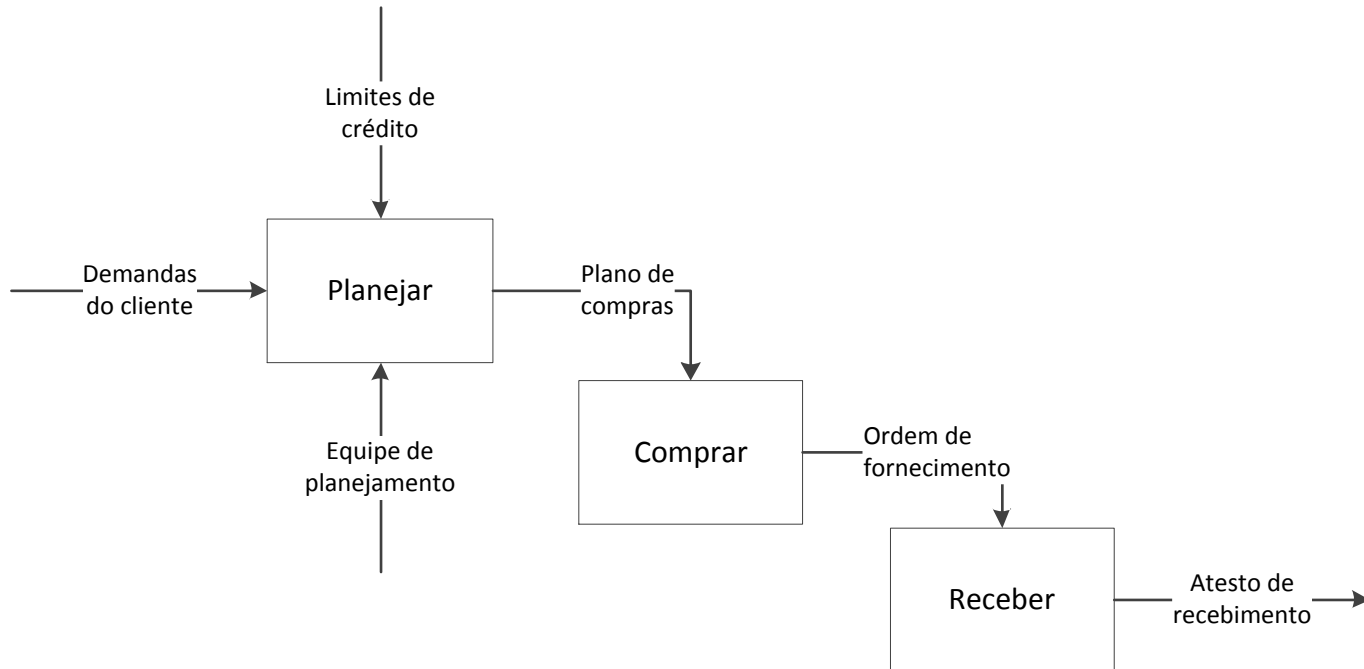 Limites de
crédito
Demandas
do cliente
Planejar
Plano de
compras
Equipe de
planejamento
Comprar
Ordem de
fornecimento
Receber
Atesto de
recebimento